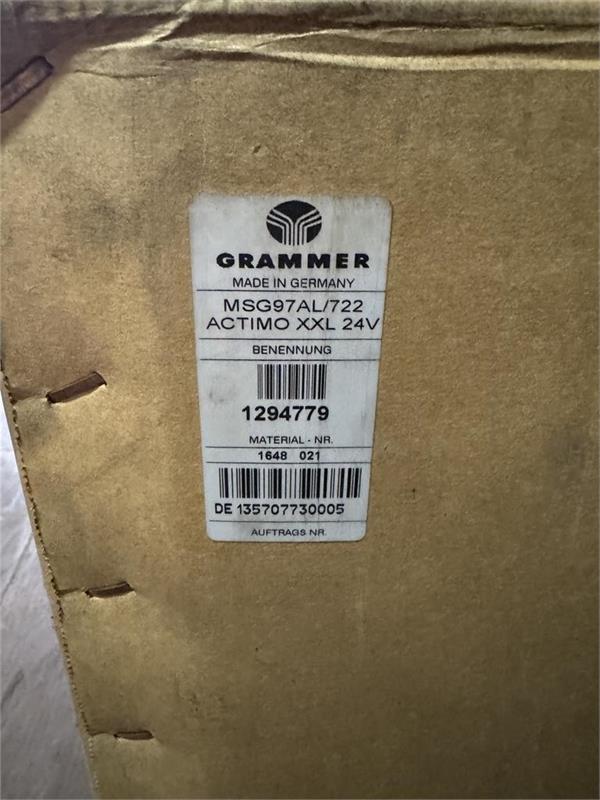 GRAMMER
MADE IN GERMANY
MSG97AL/722
ACTIMO XXL 24V
BENENNUNG
1294779
MATERIAL - NR.
1648 021
DE 135707730005
AUFTRAGS NR.